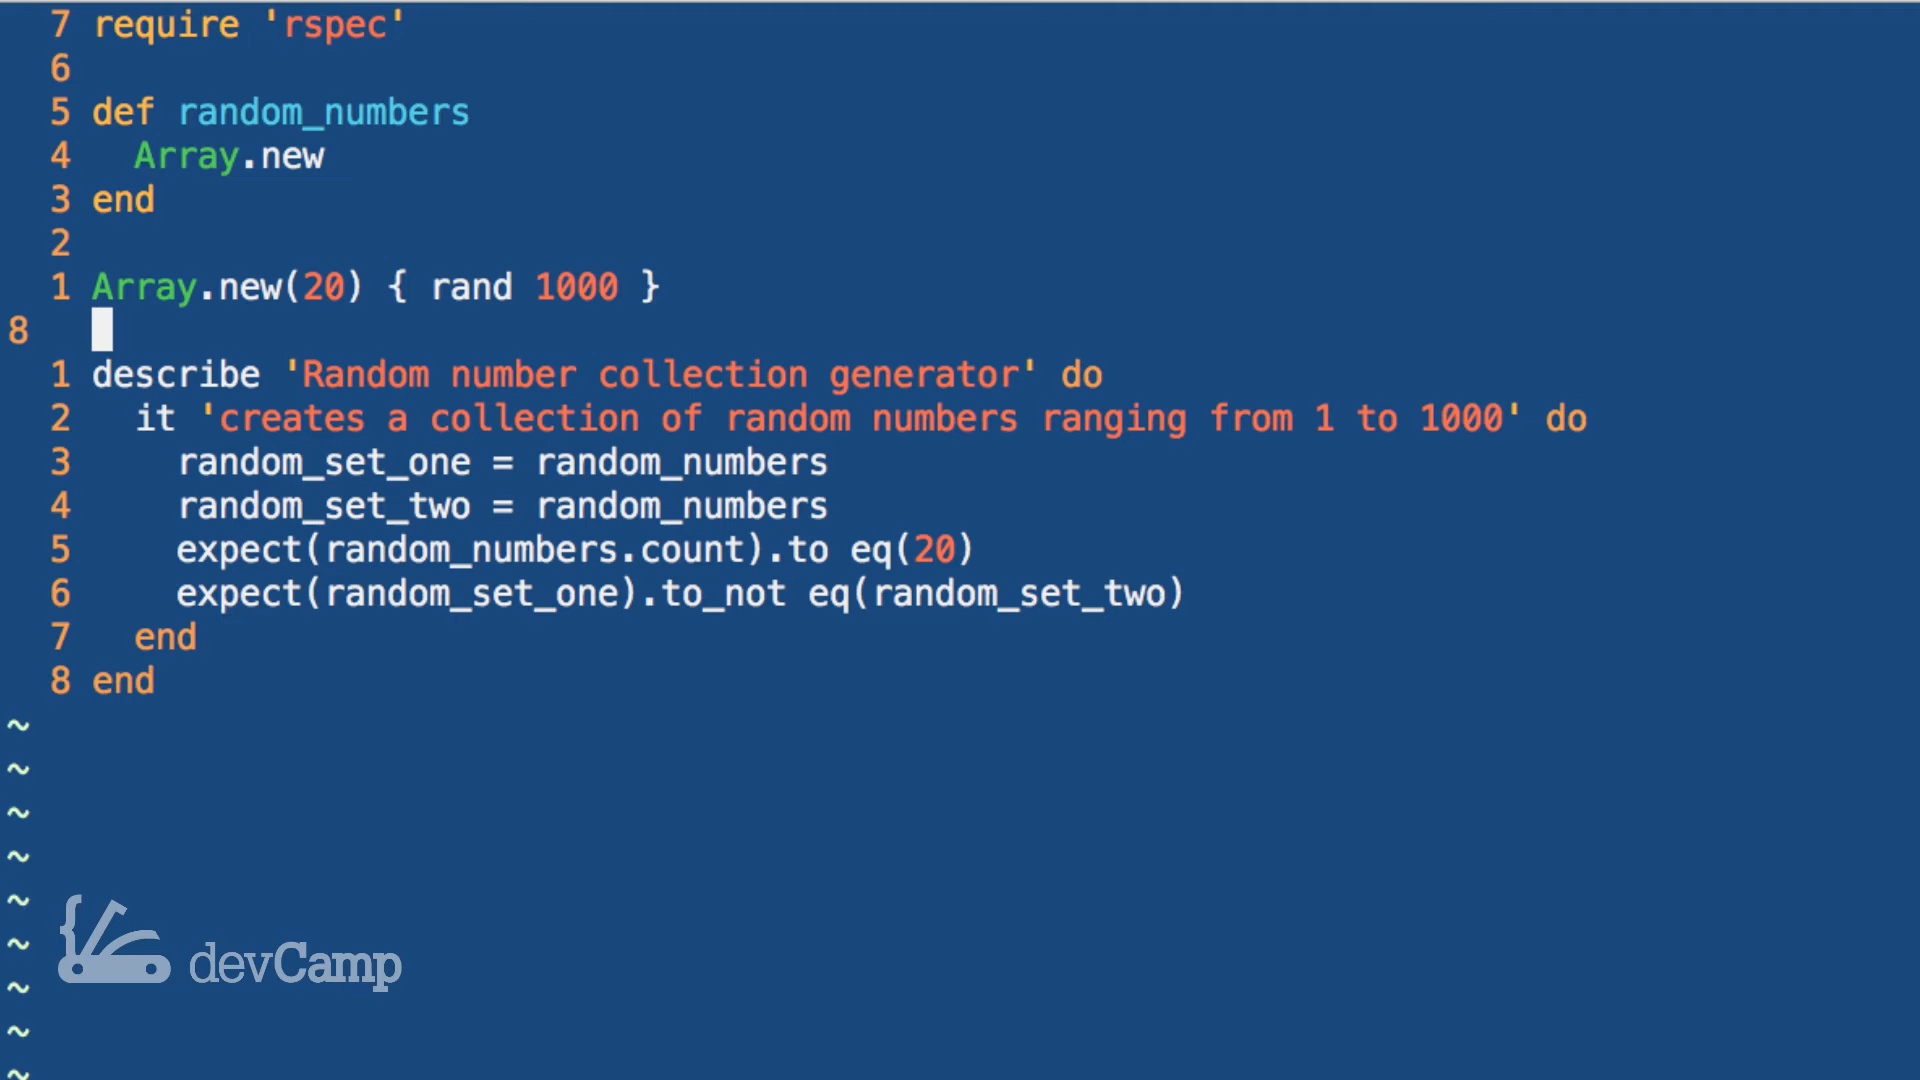 7 require 'rspec'
6
5 def random_numbers
4   Array.new
3 end
2
1 Array.new(20) { rand 1000 }
8
1 describe 'Random number collection generator' do
2   it 'creates a collection of random numbers ranging from 1 to 1000' do
3     random_set_one = random_numbers
4     random_set_two = random_numbers
5     expect(random_numbers.count).to eq(20)
6     expect(random_set_one).to_not eq(random_set_two)
7   end
8 end
~
~
~
~
~
~
~
~
~
devCamp